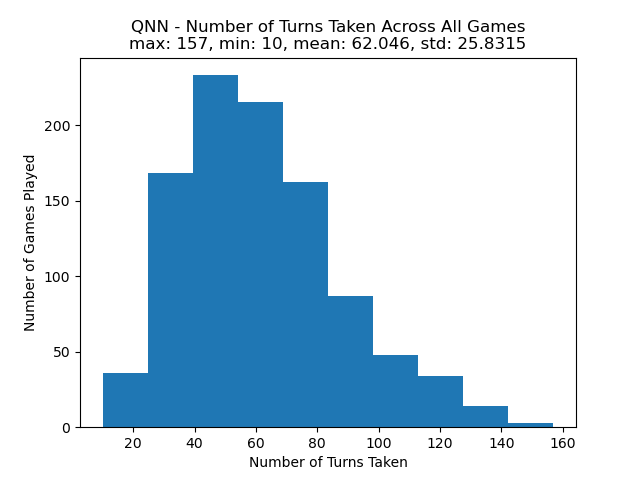 QNN - Number of Turns Taken Across All Games
max: 157, min: 10, mean: 62.046, std: 25.8315
200
150
100
50
0
Number of Games Played
20 40 60 80 100 120 140 160
Number of Turns Taken